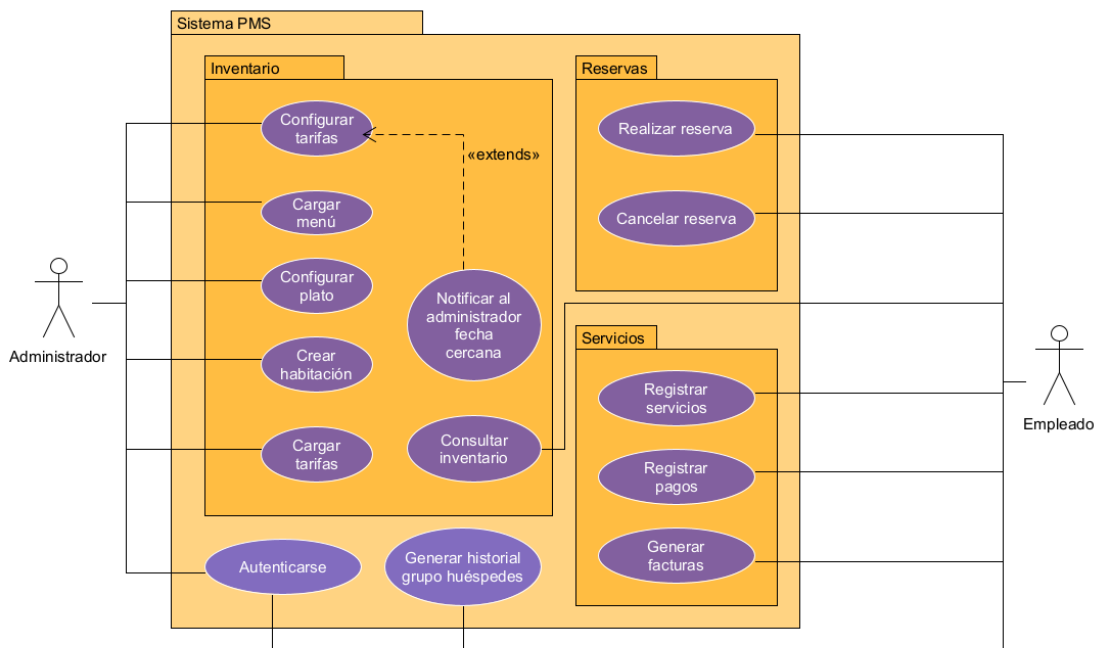 Sistema PMS
Inventario
Configurar
tarifas
«extends»
Cargar
menú
Configurar
plato
Notificar al
administrador
fecha
cercana
Crear
habitación
Cargar
tarifas
Consultar
inventario
Reservas
Realizar reserva
Cancelar reserva
Servicios
Registrar
servicios
Registrar
pagos
Generar
facturas
Autenticarse
Generar historial
grupo huéspedes
Administrador
Empleado